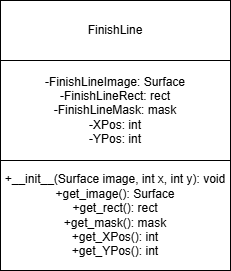 FinishLine
-FinishLineImage: Surface
-FinishLineRect: rect
-FinishLineMask: mask
-XPos: int
-YPos: int
+__init__(Surface image, int x, int y): void
+get_image(): Surface
+get_rect(): rect
+get_mask(): mask
+get_XPos(): int
+get_YPos(): int